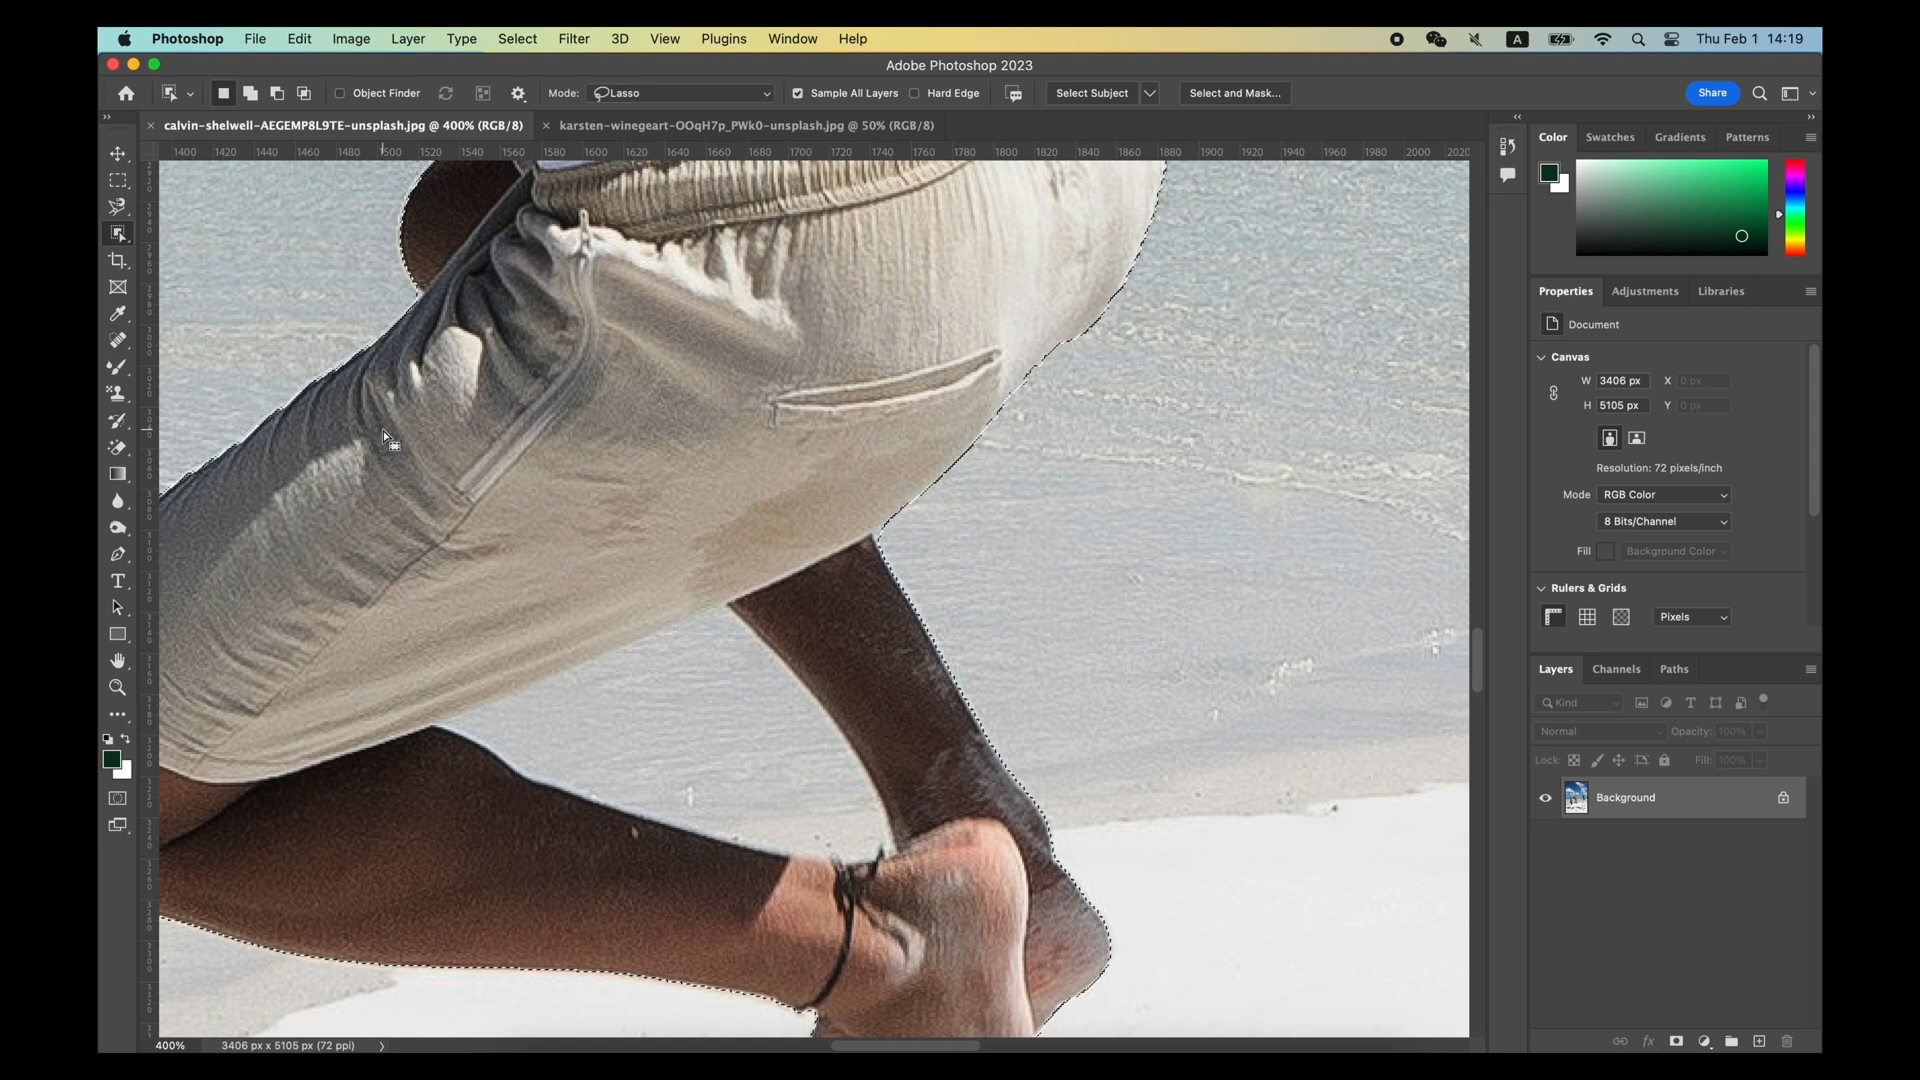 Photoshop File Edit Image Layer Type Select Filter 3D View Plugins Window Help A Thu Feb 1 14:19
Adobe Photoshop 2023
Object Finder Mode: Lasso Sample All Layers Hard Edge Select Subject Select and Mask... Share
calvin-shelwell-AEGEMP8L9TE-unsplash.jpg @ 400% (RGB/8) karsten-winegeart-OOqH7p_PWk0-unsplash.jpg @ 50% (RGB/8)
1400 1420 1440 1460 1480 1500 1520 1540 1560 1580 1600 1620 1640 1660 1680 1700 1720 1740 1760 1780 1800 1820 1840 1860 1880 1900 1920 1940 1960 1980 2000 2020
Color Swatches Gradients Patterns
Properties Adjustments Libraries
Document
Canvas
W 3406 px X 0 px
H 5105 px Y 0 px
Resolution: 72 pixels/inch
Mode RGB Color
8 Bits/Channel
Fill Background Color
Rulers & Grids
Pixels
Layers Channels Paths
Kind
Normal Opacity: 100%
Lock: Fill: 100%
Background
400% 3406 px x 5105 px (72 ppi)